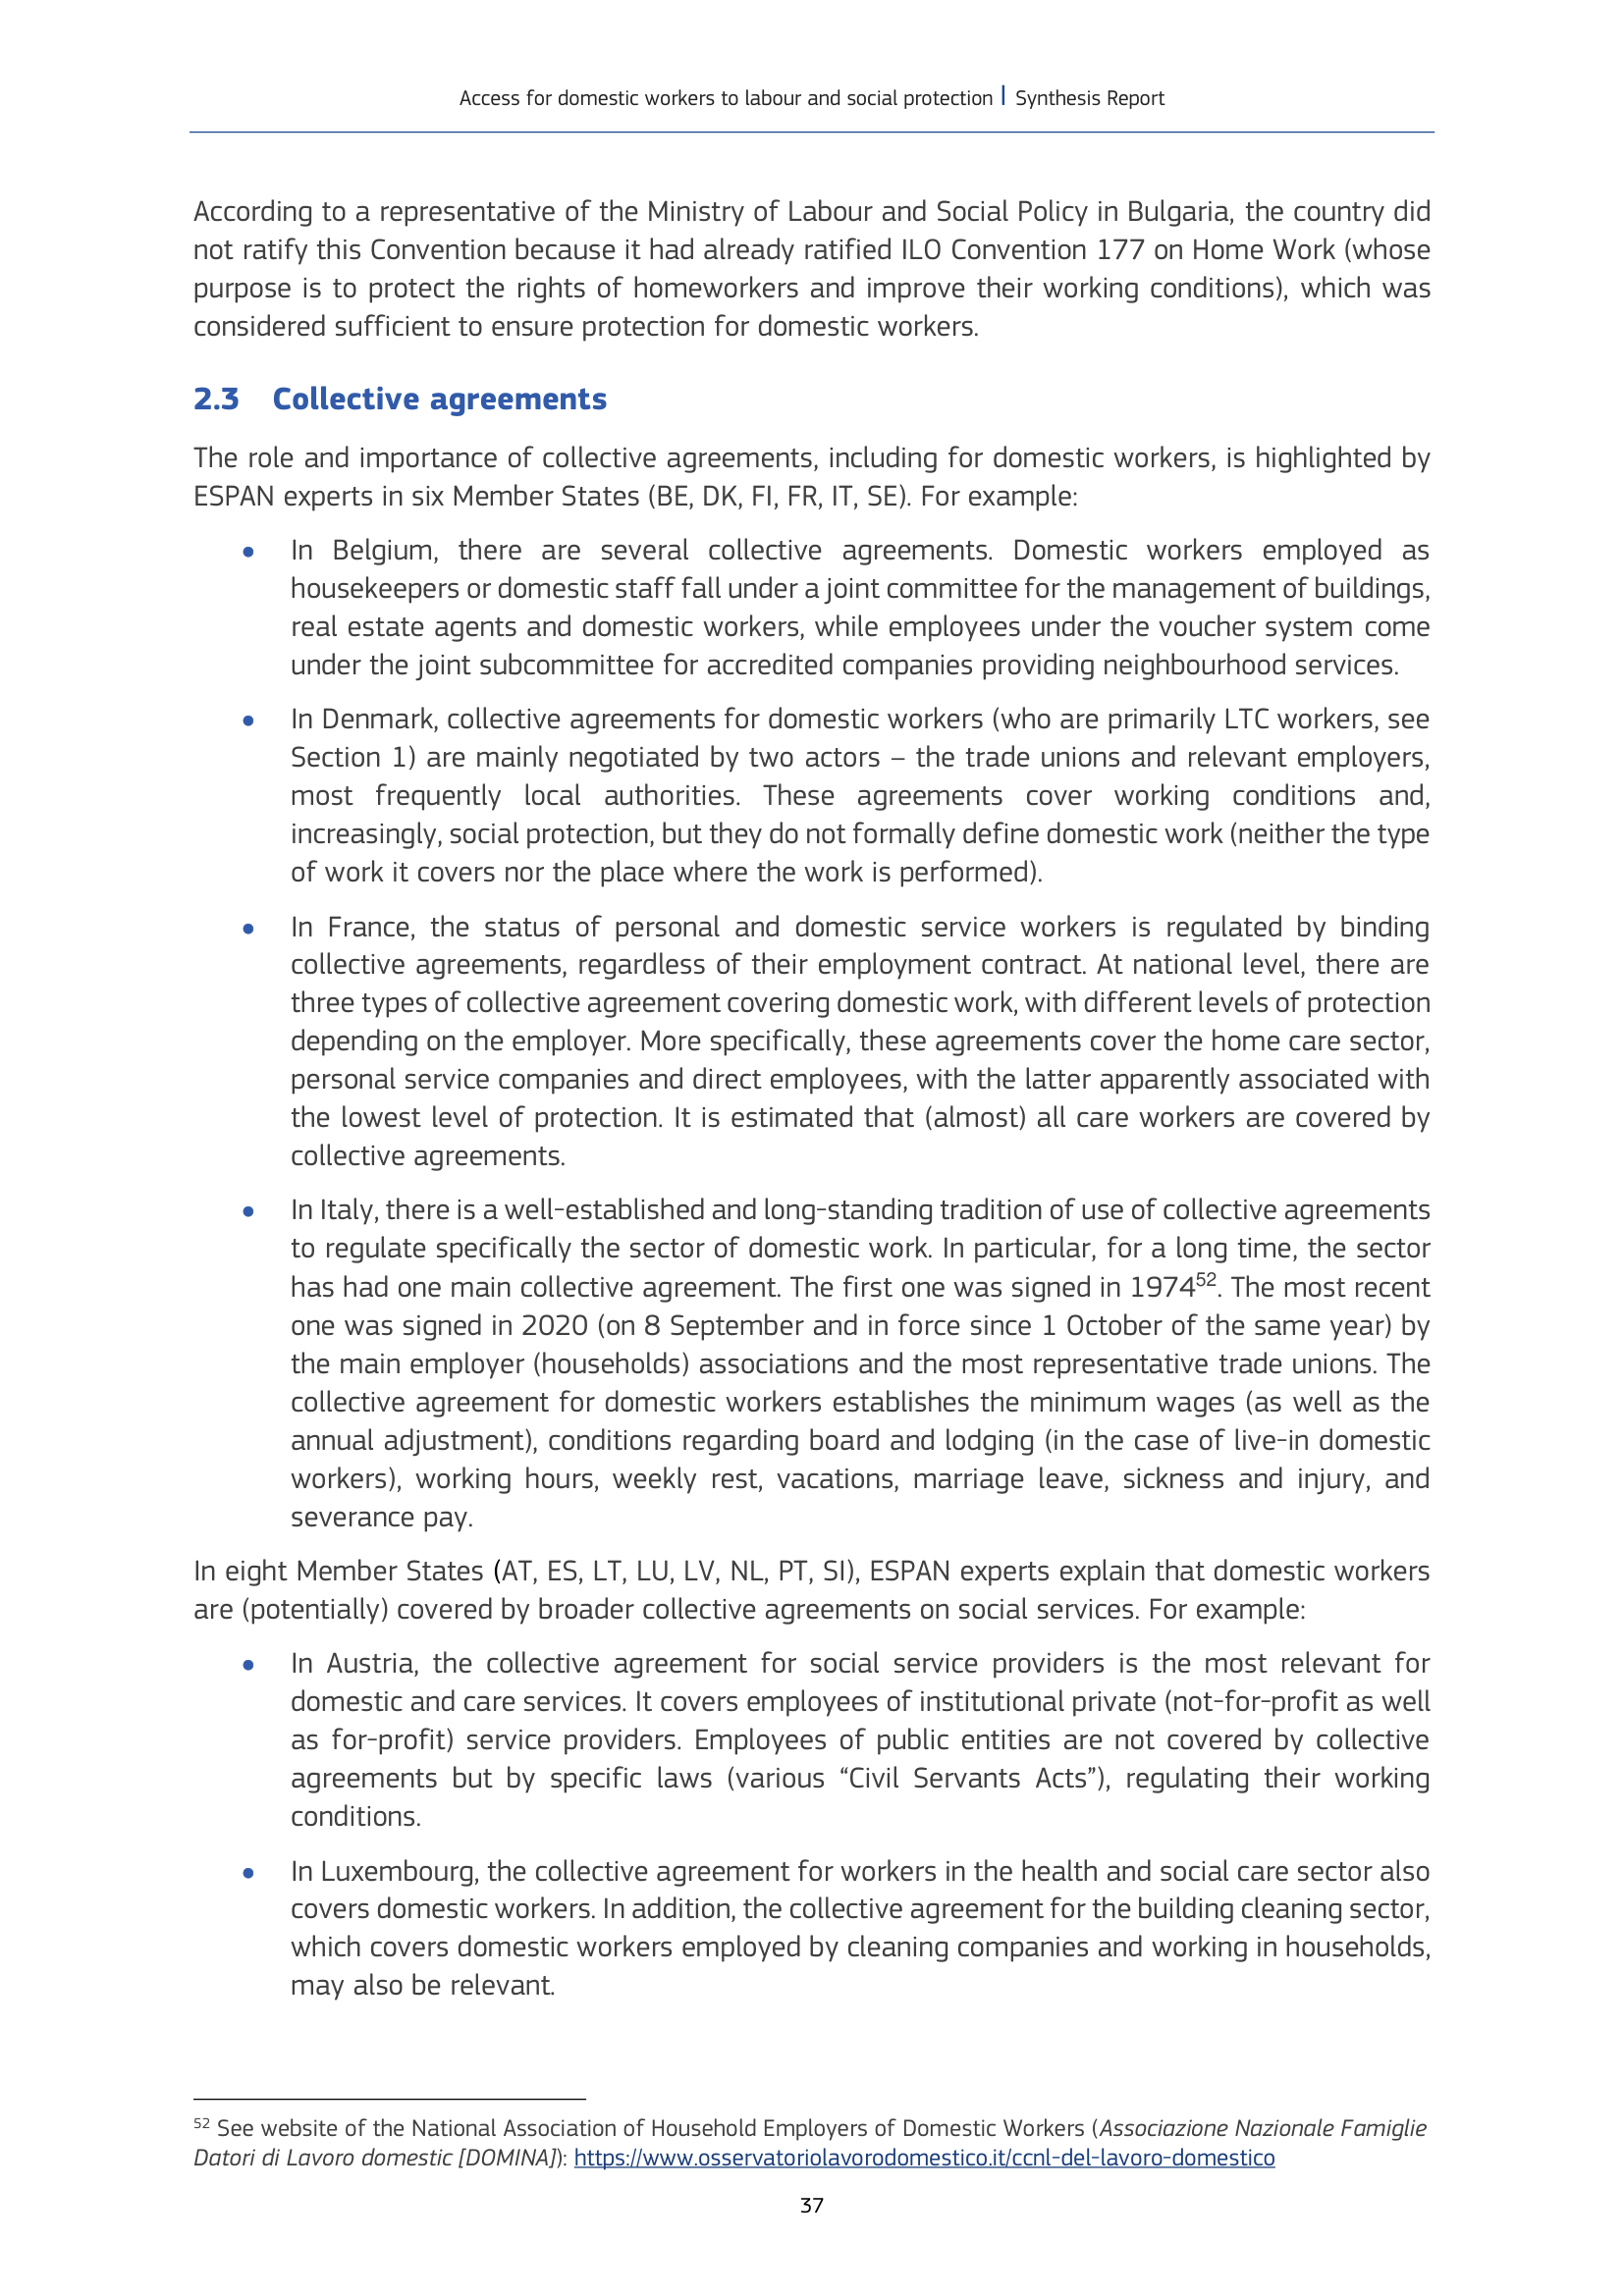 Access for domestic workers to labour and social protection | Synthesis Report
According to a representative of the Ministry of Labour and Social Policy in Bulgaria, the country did
not ratify this Convention because it had already ratified ILO Convention 177 on Home Work (whose
purpose is to protect the rights of homeworkers and improve their working conditions), which was
considered sufficient to ensure protection for domestic workers.
2.3 Collective agreements
The role and importance of collective agreements, including for domestic workers, is highlighted by
ESPAN experts in six Member States (BE, DK, FI, FR, IT, SE). For example:
• In Belgium, there are several collective agreements. Domestic workers employed as
housekeepers or domestic staff fall under a joint committee for the management of buildings,
real estate agents and domestic workers, while employees under the voucher system come
under the joint subcommittee for accredited companies providing neighbourhood services.
• In Denmark, collective agreements for domestic workers (who are primarily LTC workers, see
Section 1) are mainly negotiated by two actors – the trade unions and relevant employers,
most frequently local authorities. These agreements cover working conditions and,
increasingly, social protection, but they do not formally define domestic work (neither the type
of work it covers nor the place where the work is performed).
• In France, the status of personal and domestic service workers is regulated by binding
collective agreements, regardless of their employment contract. At national level, there are
three types of collective agreement covering domestic work, with different levels of protection
depending on the employer. More specifically, these agreements cover the home care sector,
personal service companies and direct employees, with the latter apparently associated with
the lowest level of protection. It is estimated that (almost) all care workers are covered by
collective agreements.
• In Italy, there is a well-established and long-standing tradition of use of collective agreements
to regulate specifically the sector of domestic work. In particular, for a long time, the sector
has had one main collective agreement. The first one was signed in 1974⁵². The most recent
one was signed in 2020 (on 8 September and in force since 1 October of the same year) by
the main employer (households) associations and the most representative trade unions. The
collective agreement for domestic workers establishes the minimum wages (as well as the
annual adjustment), conditions regarding board and lodging (in the case of live-in domestic
workers), working hours, weekly rest, vacations, marriage leave, sickness and injury, and
severance pay.
In eight Member States (AT, ES, LT, LU, LV, NL, PT, SI), ESPAN experts explain that domestic workers
are (potentially) covered by broader collective agreements on social services. For example:
• In Austria, the collective agreement for social service providers is the most relevant for
domestic and care services. It covers employees of institutional private (not-for-profit as well
as for-profit) service providers. Employees of public entities are not covered by collective
agreements but by specific laws (various “Civil Servants Acts”), regulating their working
conditions.
• In Luxembourg, the collective agreement for workers in the health and social care sector also
covers domestic workers. In addition, the collective agreement for the building cleaning sector,
which covers domestic workers employed by cleaning companies and working in households,
may also be relevant.
⁵² See website of the National Association of Household Employers of Domestic Workers (Associazione Nazionale Famiglie
Datori di Lavoro domestic [DOMINA]): https://www.osservatoriolavorodomestico.it/ccnl-del-lavoro-domestico
37